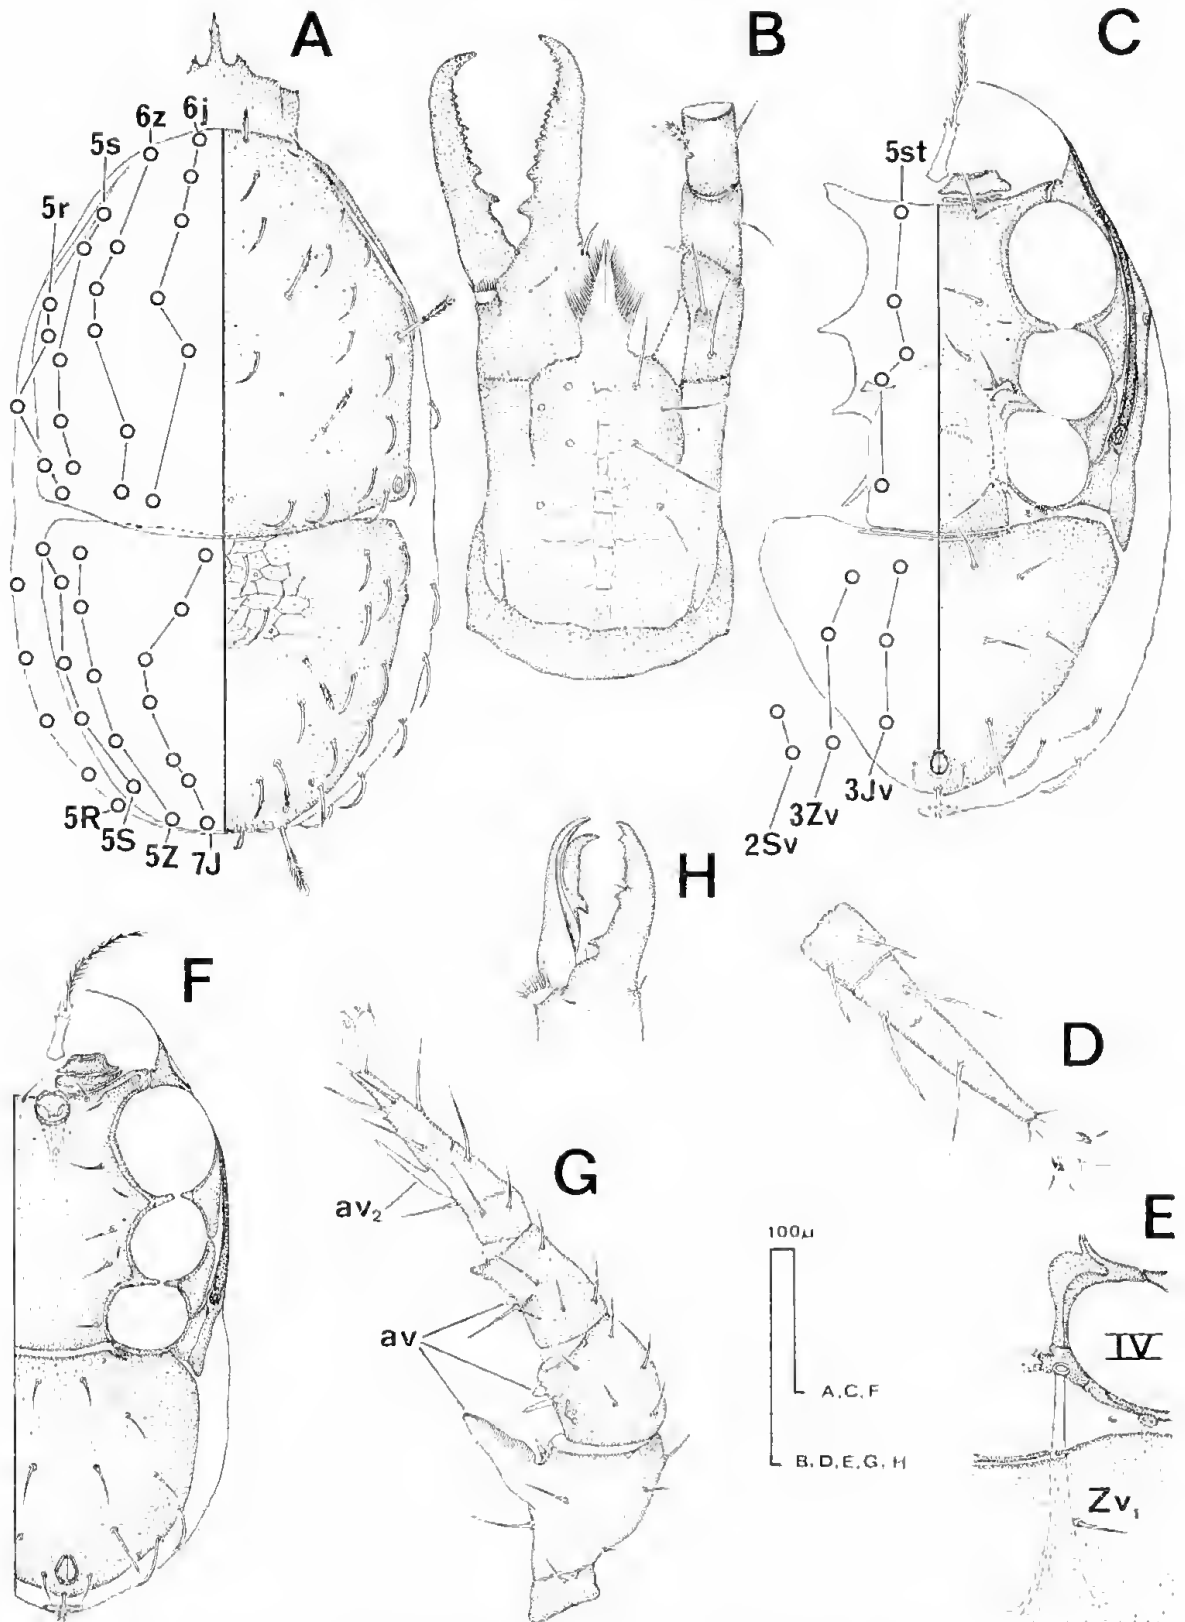 A
B
C
6z
6j
5s
5r
5st
5R
5S
5Z
7J
2Sv
3Zv
3Jv
H
F
D
G
E
av₂
100μ
av
IV
A, C, F
B, D, E, G, H
Zv₁